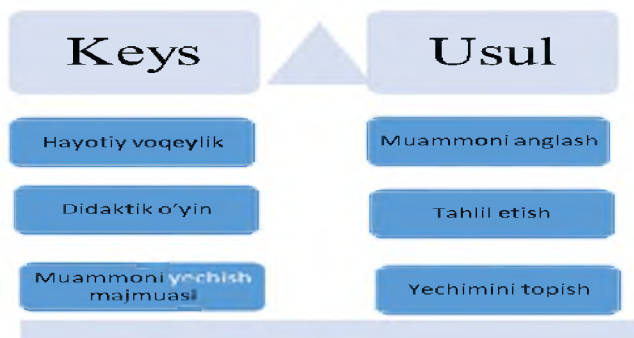 Keys
Usul
Hayotiy voqeylik
Muammoni anglash
Didaktik o‘yin
Tahlil etish
Muammoni yechish
majmuasi
Yechimini topish